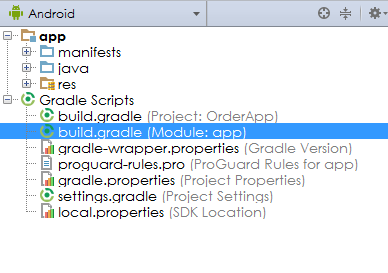 Android
app
manifests
java
res
Gradle Scripts
build.gradle (Project: OrderApp)
build.gradle (Module: app)
gradle-wrapper.properties (Gradle Version)
proguard-rules.pro (ProGuard Rules for app)
gradle.properties (Project Properties)
settings.gradle (Project Settings)
local.properties (SDK Location)